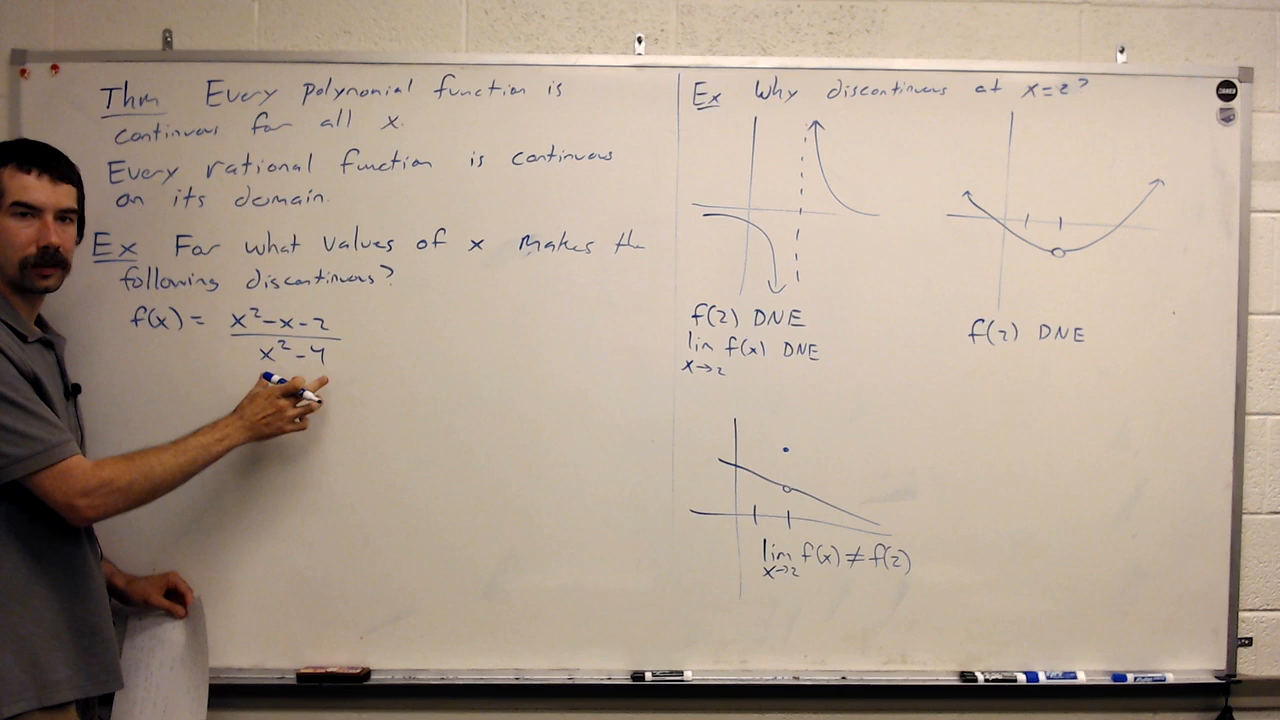 Thm Every polynomial function is
continuous for all x.
Every rational function is continuous
on its domain.
Ex For what values of x makes the
following discontinuous?
f(x) = x²-x-2
x²-4
Ex Why discontinuous at x=2?
f(2) DNE
lim f(x) DNE
x→2
f(2) DNE
lim f(x) ≠ f(2)
x→2